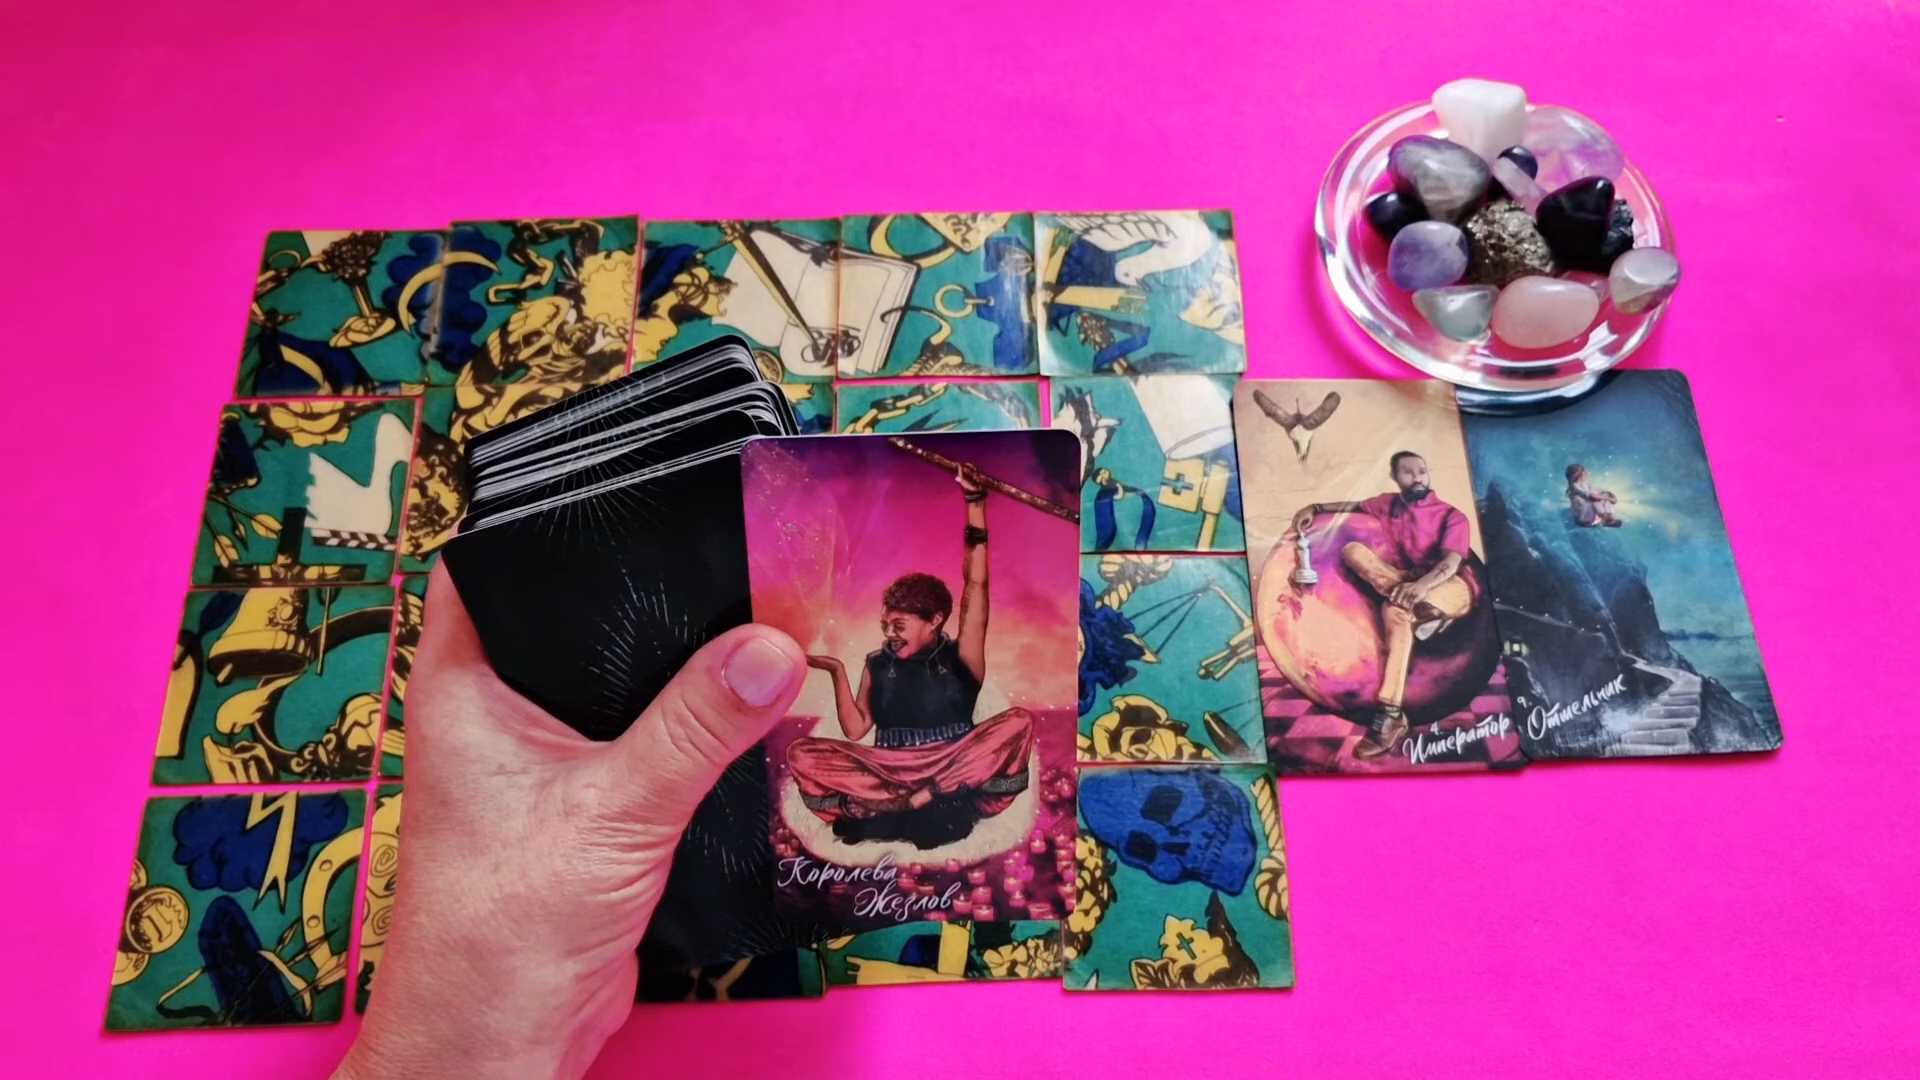 Королева
Жезлов
4.
Император
9.
Отшельник